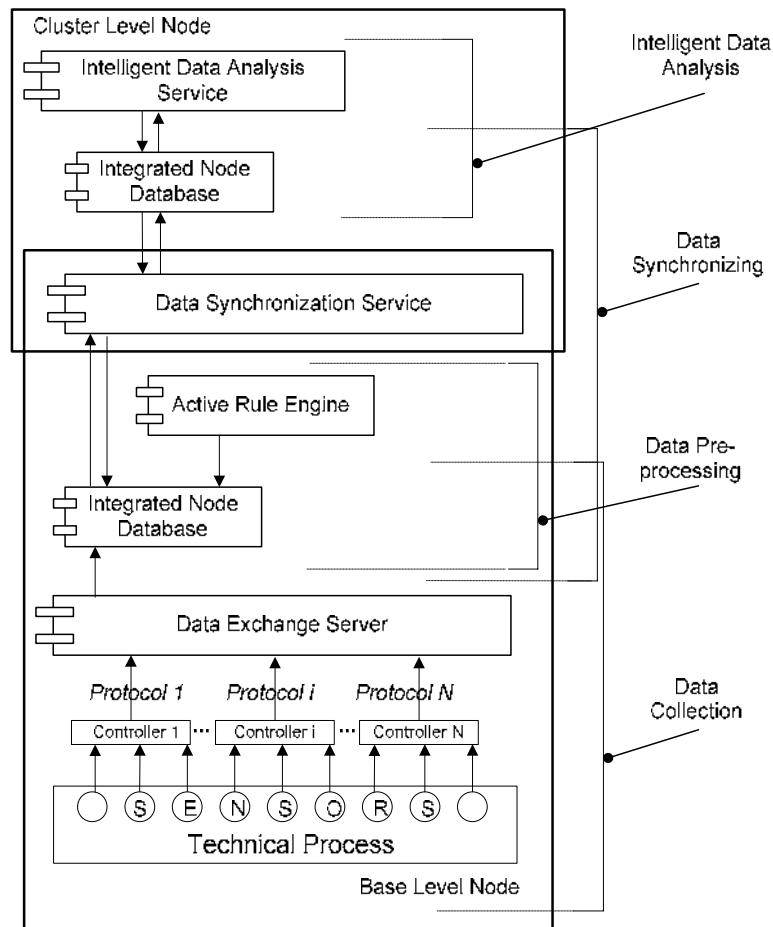 Cluster Level Node
Intelligent Data Analysis
Service
Integrated Node
Database
Data Synchronization Service
Active Rule Engine
Integrated Node
Database
Data Exchange Server
Protocol 1
Protocol i
Protocol N
Controller 1
...
Controller i
...
Controller N
S E N S O R S
Technical Process
Base Level Node
Intelligent Data
Analysis
Data
Synchronizing
Data Pre-
processing
Data
Collection